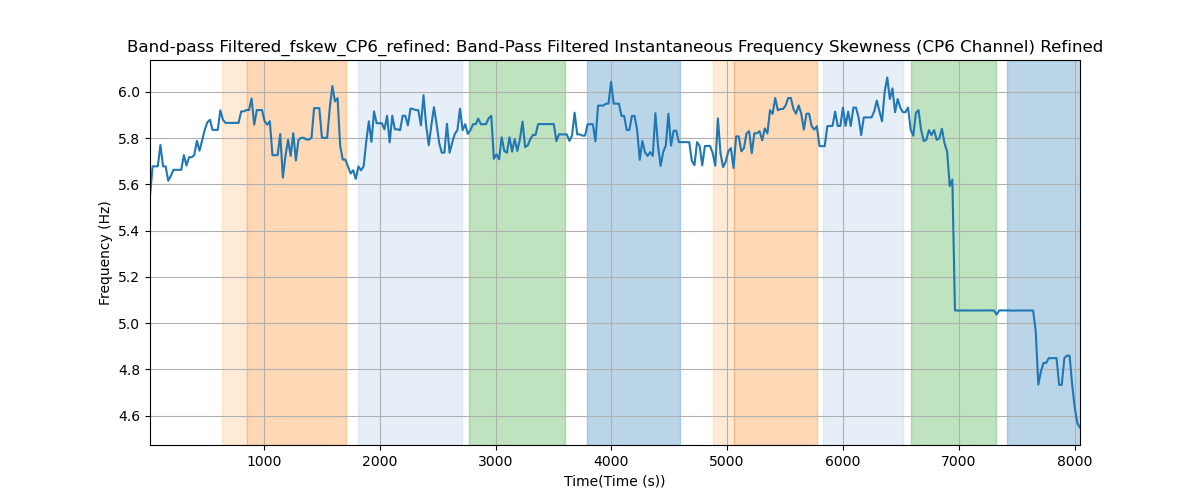 Band-pass Filtered_fskew_CP6_refined: Band-Pass Filtered Instantaneous Frequency Skewness (CP6 Channel) Refined
6.0
5.8
5.6
5.4
5.2
5.0
4.8
4.6
Frequency (Hz)
1000 2000 3000 4000 5000 6000 7000 8000
Time(Time (s))